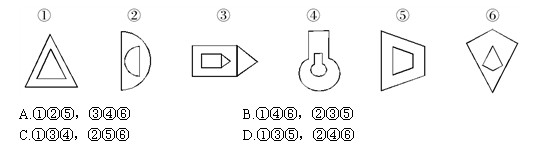 ① ② ③ ④ ⑤ ⑥
A.①②⑤，③④⑥ B.①④⑥，②③⑤
C.①③④，②⑤⑥ D.①③⑤，②④⑥